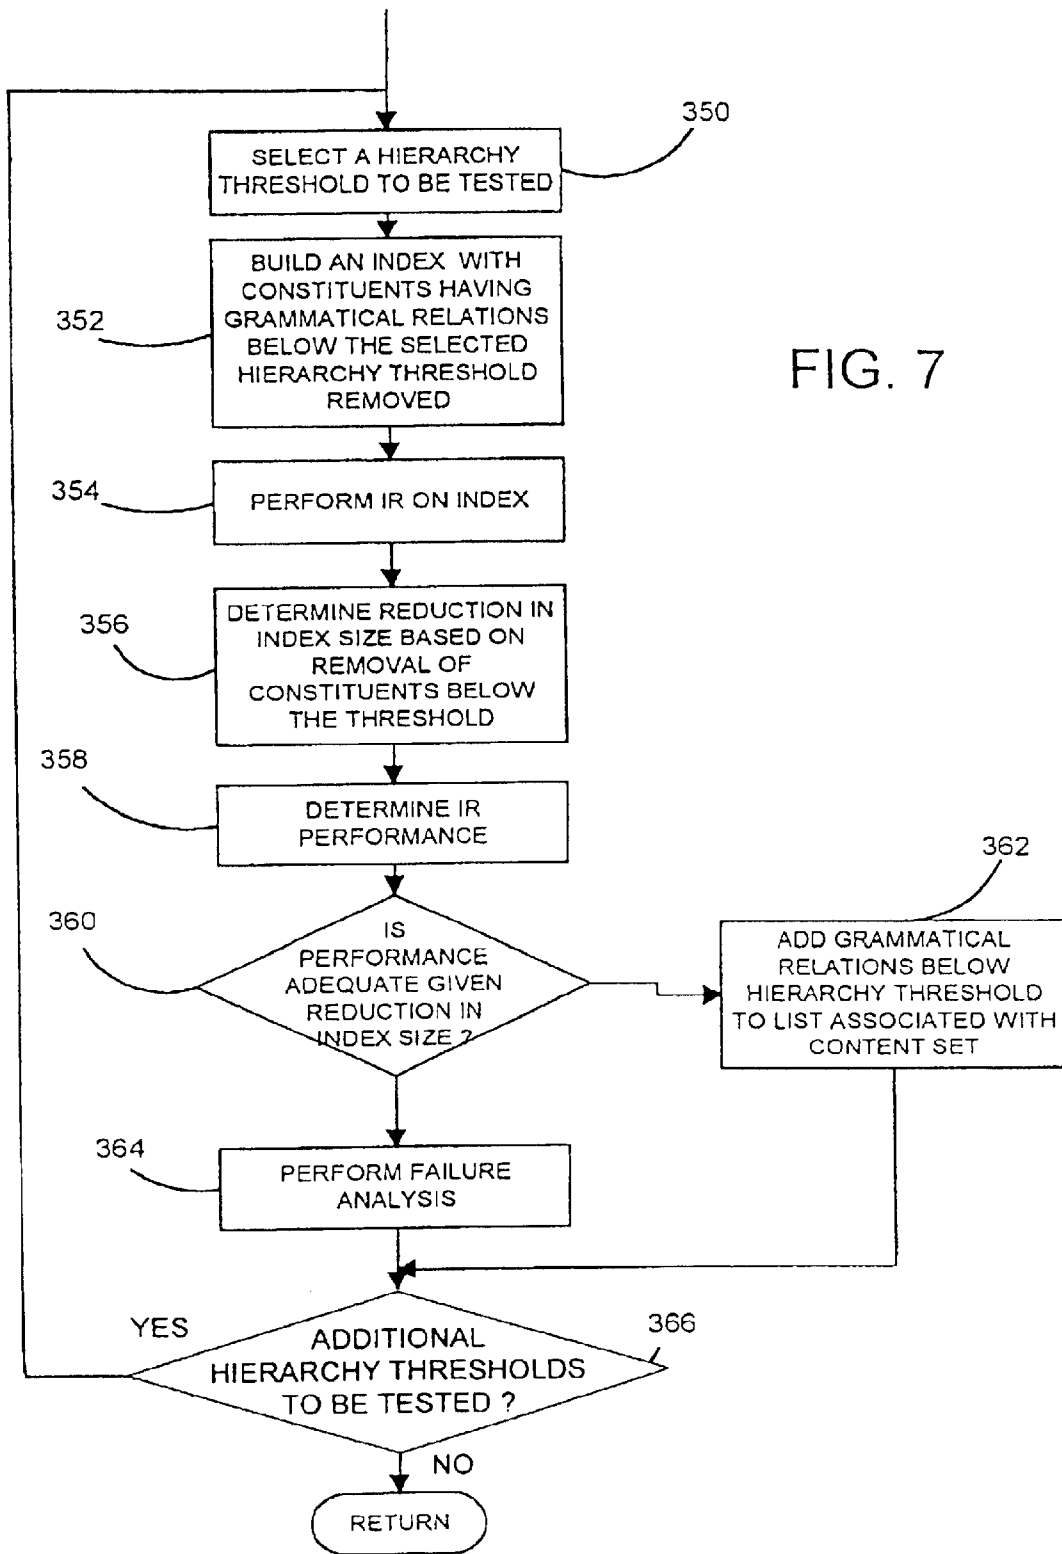 350
SELECT A HIERARCHY
THRESHOLD TO BE TESTED
352
BUILD AN INDEX WITH
CONSTITUENTS HAVING
GRAMMATICAL RELATIONS
BELOW THE SELECTED
HIERARCHY THRESHOLD
REMOVED
FIG. 7
354
PERFORM IR ON INDEX
356
DETERMINE REDUCTION IN
INDEX SIZE BASED ON
REMOVAL OF
CONSTITUENTS BELOW
THE THRESHOLD
358
DETERMINE IR
PERFORMANCE
360
IS
PERFORMANCE
ADEQUATE GIVEN
REDUCTION IN
INDEX SIZE ?
362
ADD GRAMMATICAL
RELATIONS BELOW
HIERARCHY THRESHOLD
TO LIST ASSOCIATED WITH
CONTENT SET
364
PERFORM FAILURE
ANALYSIS
YES
366
ADDITIONAL
HIERARCHY THRESHOLDS
TO BE TESTED ?
NO
RETURN